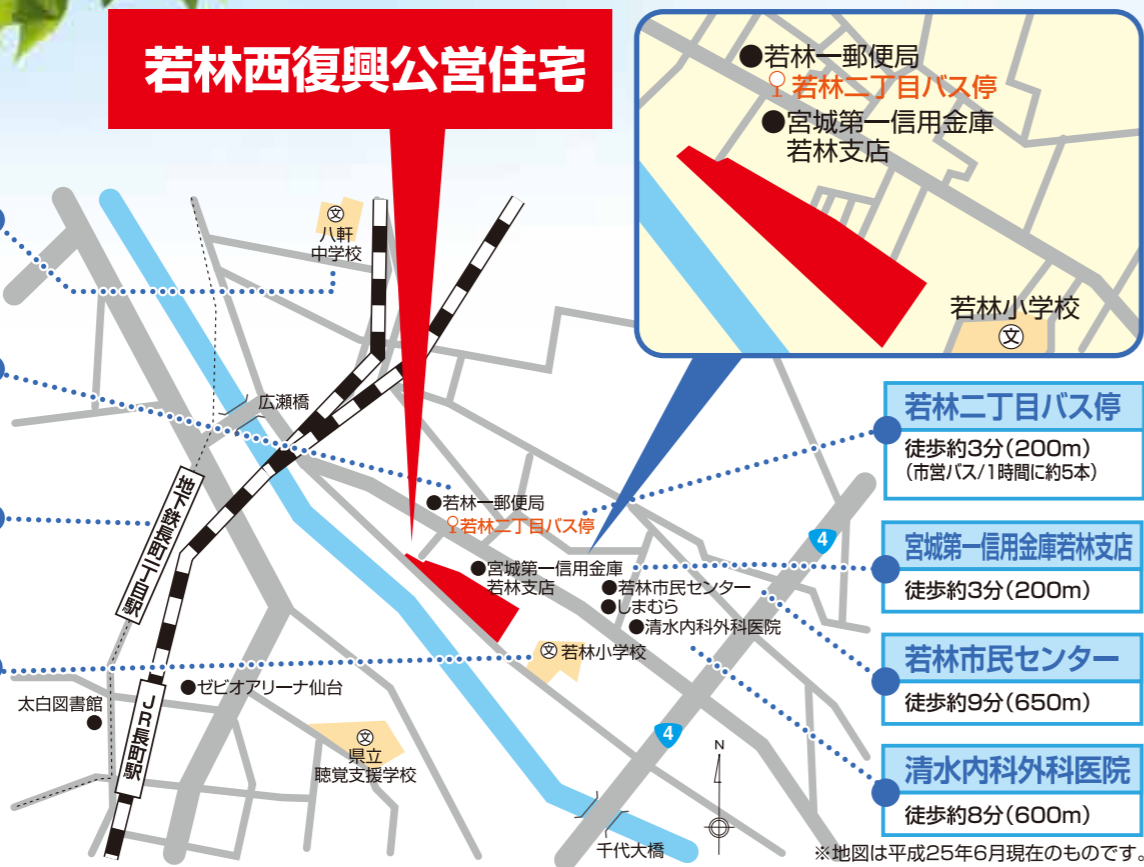 若林西復興公営住宅
●若林一郵便局
若林二丁目バス停
●宮城第一信用金庫
若林支店
若林小学校
文
文
八軒
中学校
広瀬橋
地下鉄長町一丁目駅
●若林一郵便局
若林二丁目バス停
●宮城第一信用金庫
若林支店
●若林市民センター
●しまむら
●清水内科外科医院
文 若林小学校
4
4
●ゼビオアリーナ仙台
太白図書館
●
JR長町駅
文
県立
聴覚支援学校
N
千代大橋
若林二丁目バス停
徒歩約3分(200m)
(市営バス/1時間に約5本)
宮城第一信用金庫若林支店
徒歩約3分(200m)
若林市民センター
徒歩約9分(650m)
清水内科外科医院
徒歩約8分(600m)
※地図は平成25年6月現在のものです。